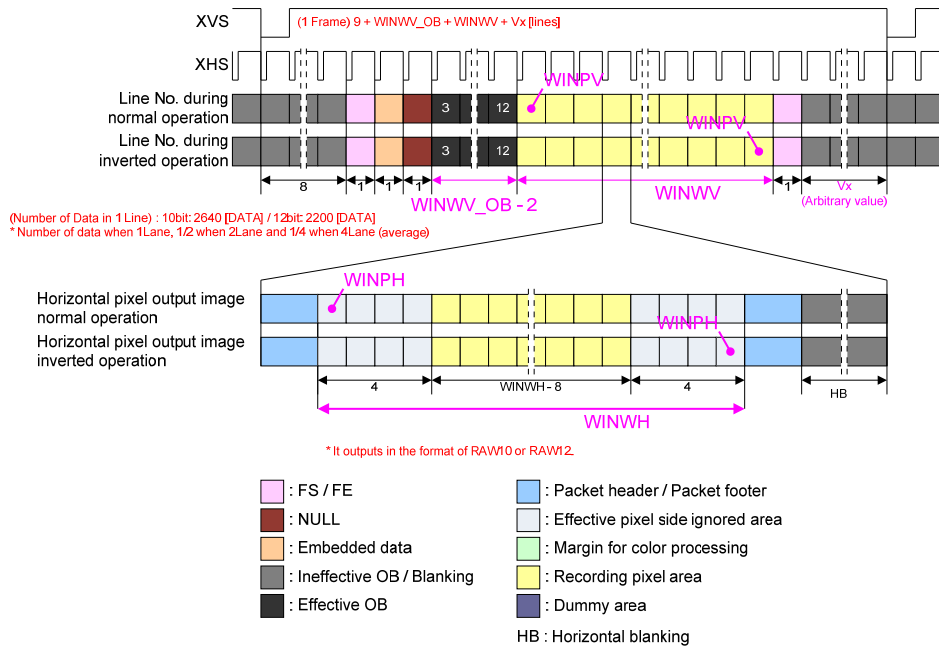 XVS
(1 Frame) 9 + WINWV_OB + WINWV + Vx [lines]
XHS
WINPV
Line No. during
normal operation
3 12
WINPV
Line No. during
inverted operation
3 12
8 1 1 1 WINWV_OB - 2 WINWV 1 Vx
(Arbitrary value)
(Number of Data in 1 Line) : 10bit: 2640 [DATA] / 12bit: 2200 [DATA]
* Number of data when 1Lane, 1/2 when 2Lane and 1/4 when 4Lane (average)
WINPH
Horizontal pixel output image
normal operation
WINPH
Horizontal pixel output image
inverted operation
4 WINWH - 8 4 HB
WINWH
* It outputs in the format of RAW10 or RAW12.
: FS / FE
: NULL
: Embedded data
: Ineffective OB / Blanking
: Effective OB
: Packet header / Packet footer
: Effective pixel side ignored area
: Margin for color processing
: Recording pixel area
: Dummy area
HB : Horizontal blanking